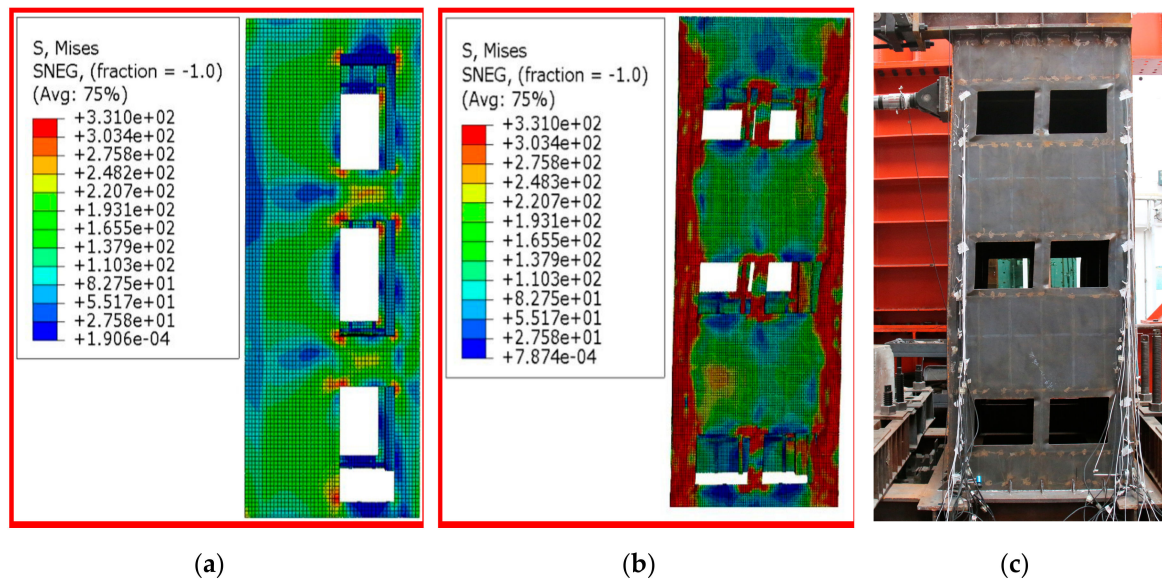 S, Mises
SNEG, (fraction = -1.0)
(Avg: 75%)
+3.310e+02
+3.034e+02
+2.758e+02
+2.482e+02
+2.207e+02
+1.931e+02
+1.655e+02
+1.379e+02
+1.103e+02
+8.275e+01
+5.517e+01
+2.758e+01
+1.906e-04
S, Mises
SNEG, (fraction = -1.0)
(Avg: 75%)
+3.310e+02
+3.034e+02
+2.758e+02
+2.483e+02
+2.207e+02
+1.931e+02
+1.655e+02
+1.379e+02
+1.103e+02
+8.275e+01
+5.517e+01
+2.758e+01
+7.874e-04
(a)
(b)
(c)